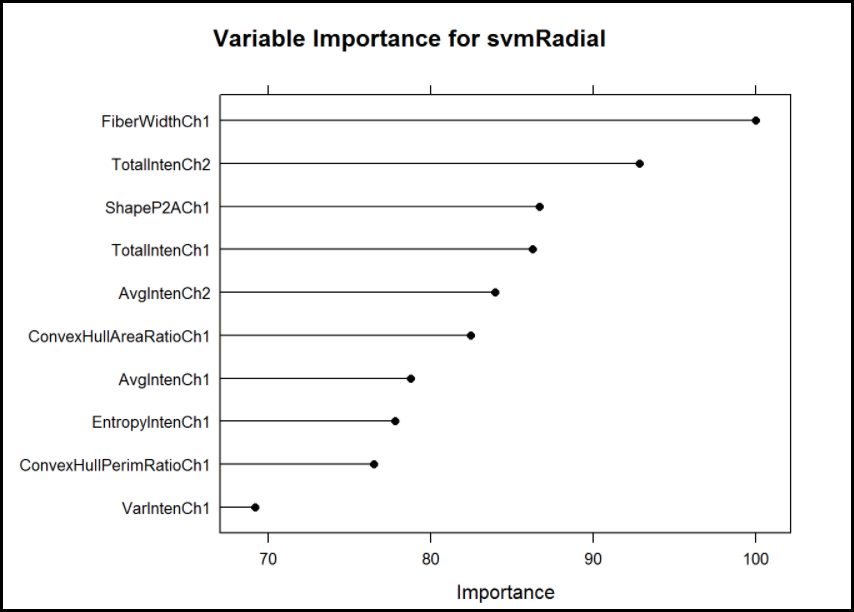 Variable Importance for svmRadial
FiberWidthCh1
TotalIntenCh2
ShapeP2ACh1
TotalIntenCh1
AvgIntenCh2
ConvexHullAreaRatioCh1
AvgIntenCh1
EntropyIntenCh1
ConvexHullPerimRatioCh1
VarIntenCh1
70 80 90 100
Importance